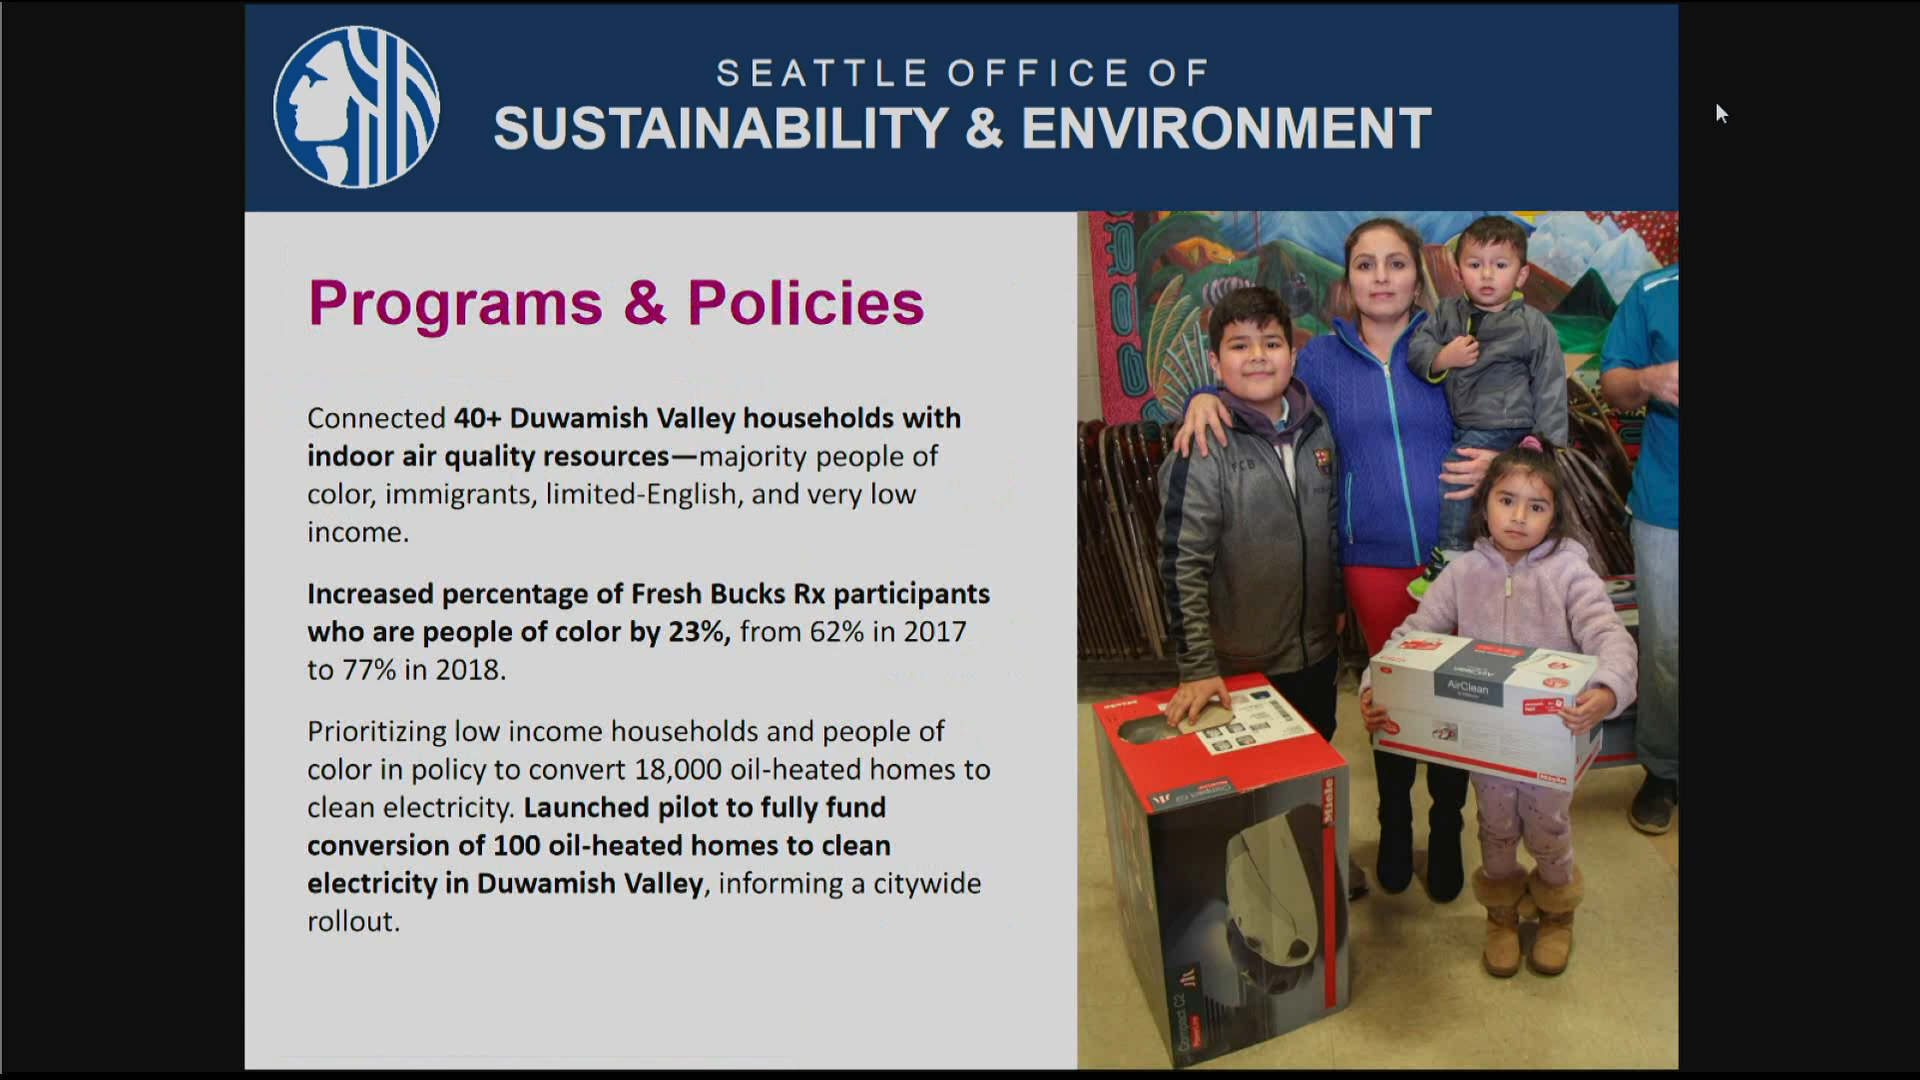 SEATTLE OFFICE OF
SUSTAINABILITY & ENVIRONMENT
Programs & Policies
Connected 40+ Duwamish Valley households with
indoor air quality resources—majority people of
color, immigrants, limited-English, and very low
income.
Increased percentage of Fresh Bucks Rx participants
who are people of color by 23%, from 62% in 2017
to 77% in 2018.
Prioritizing low income households and people of
color in policy to convert 18,000 oil-heated homes to
clean electricity. Launched pilot to fully fund
conversion of 100 oil-heated homes to clean
electricity in Duwamish Valley, informing a citywide
rollout.
FCB
AirClean
Miele
Compact C2